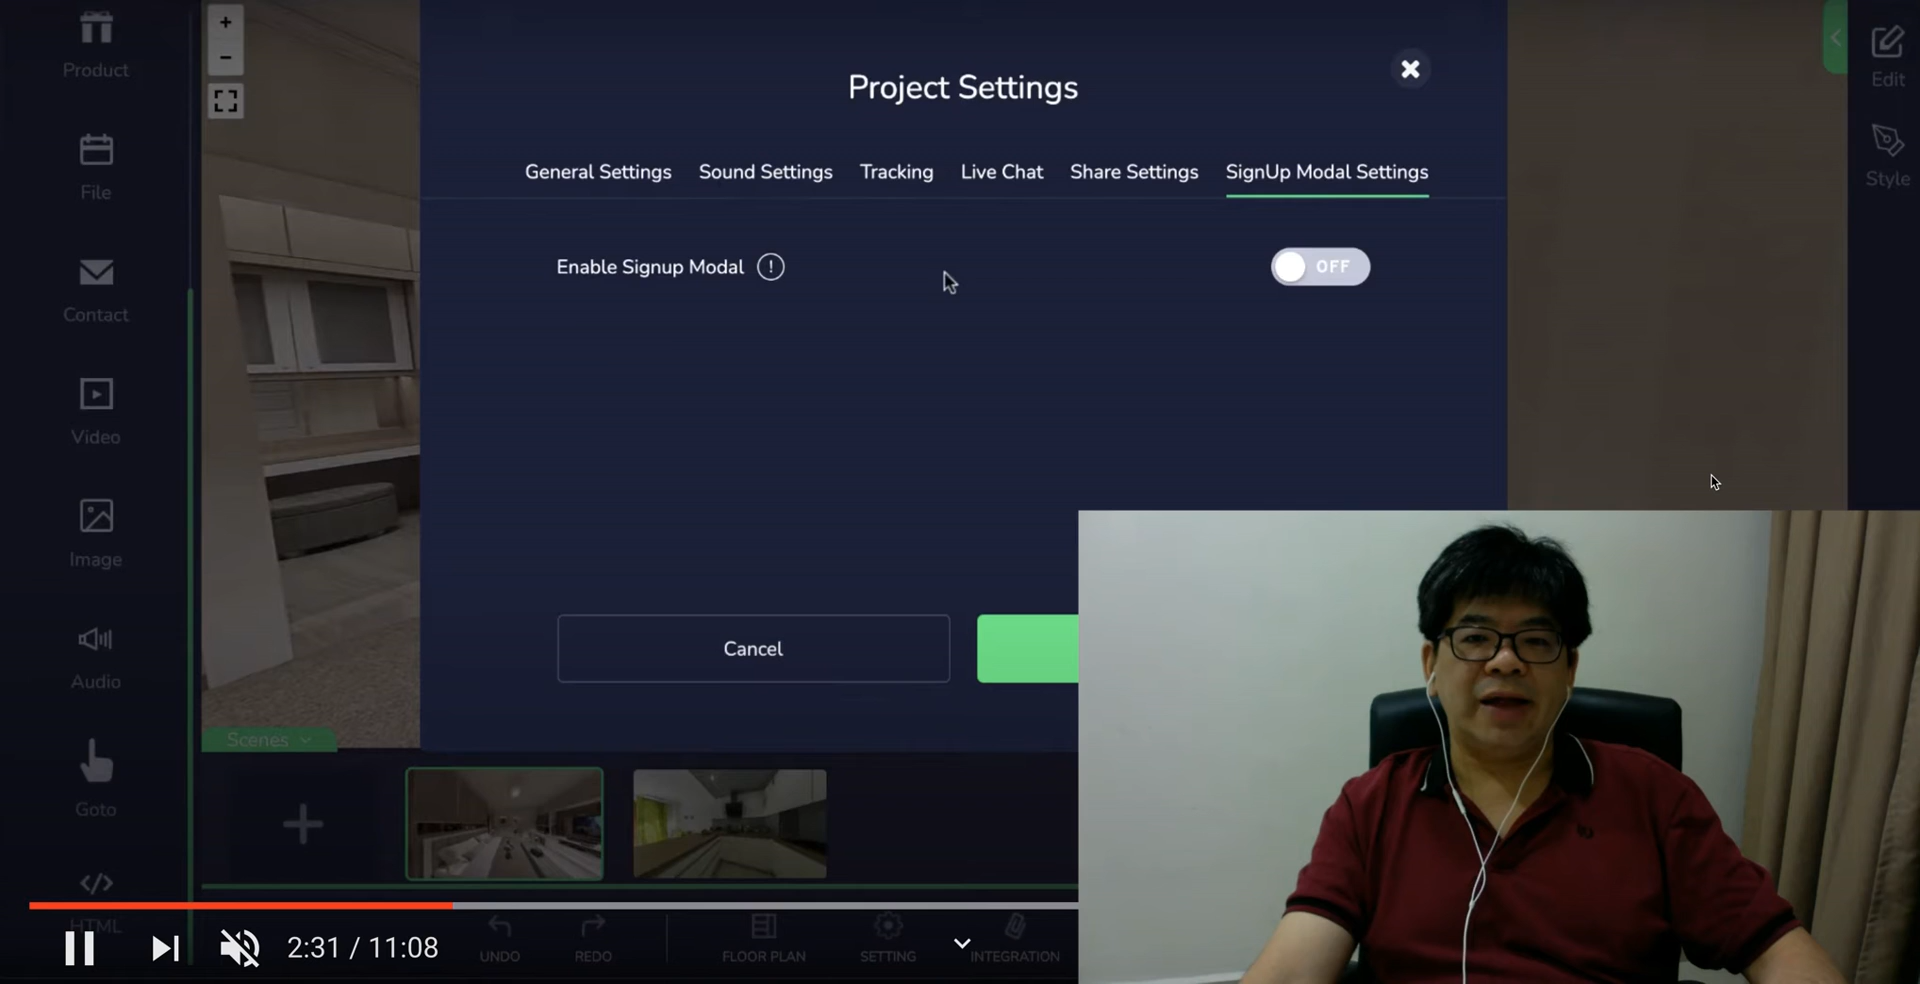 Product
File
Contact
Video
Image
Audio
Goto
HTML
+
−
Project Settings
General Settings
Sound Settings
Tracking
Live Chat
Share Settings
SignUp Modal Settings
Enable Signup Modal !
OFF
Cancel
Edit
Style
Scenes
2:31 / 11:08
UNDO
REDO
FLOOR PLAN
SETTING
INTEGRATION